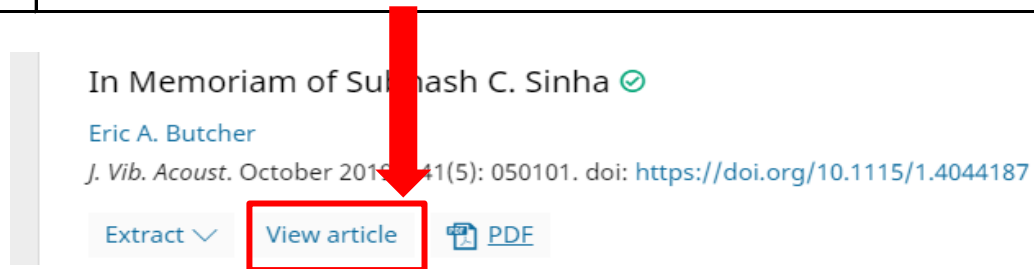 In Memoriam of C. Sinha
Eric A. Butcher
J. Vib. Acoust. October 2019 050101. doi: https://doi.org/10.1115/1.4044187
Extract View article PDF